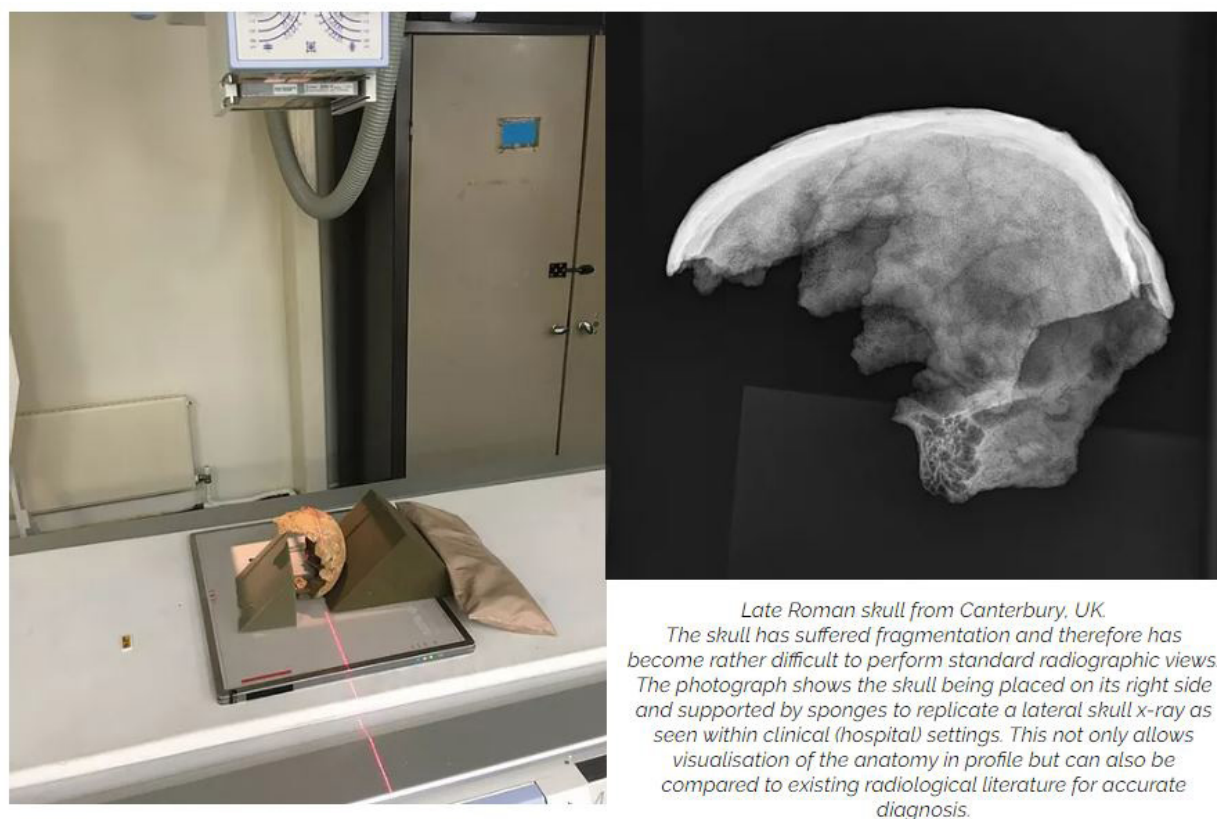 Late Roman skull from Canterbury, UK.
The skull has suffered fragmentation and therefore has
become rather difficult to perform standard radiographic views.
The photograph shows the skull being placed on its right side
and supported by sponges to replicate a lateral skull x-ray as
seen within clinical (hospital) settings. This not only allows
visualisation of the anatomy in profile but can also be
compared to existing radiological literature for accurate
diagnosis.